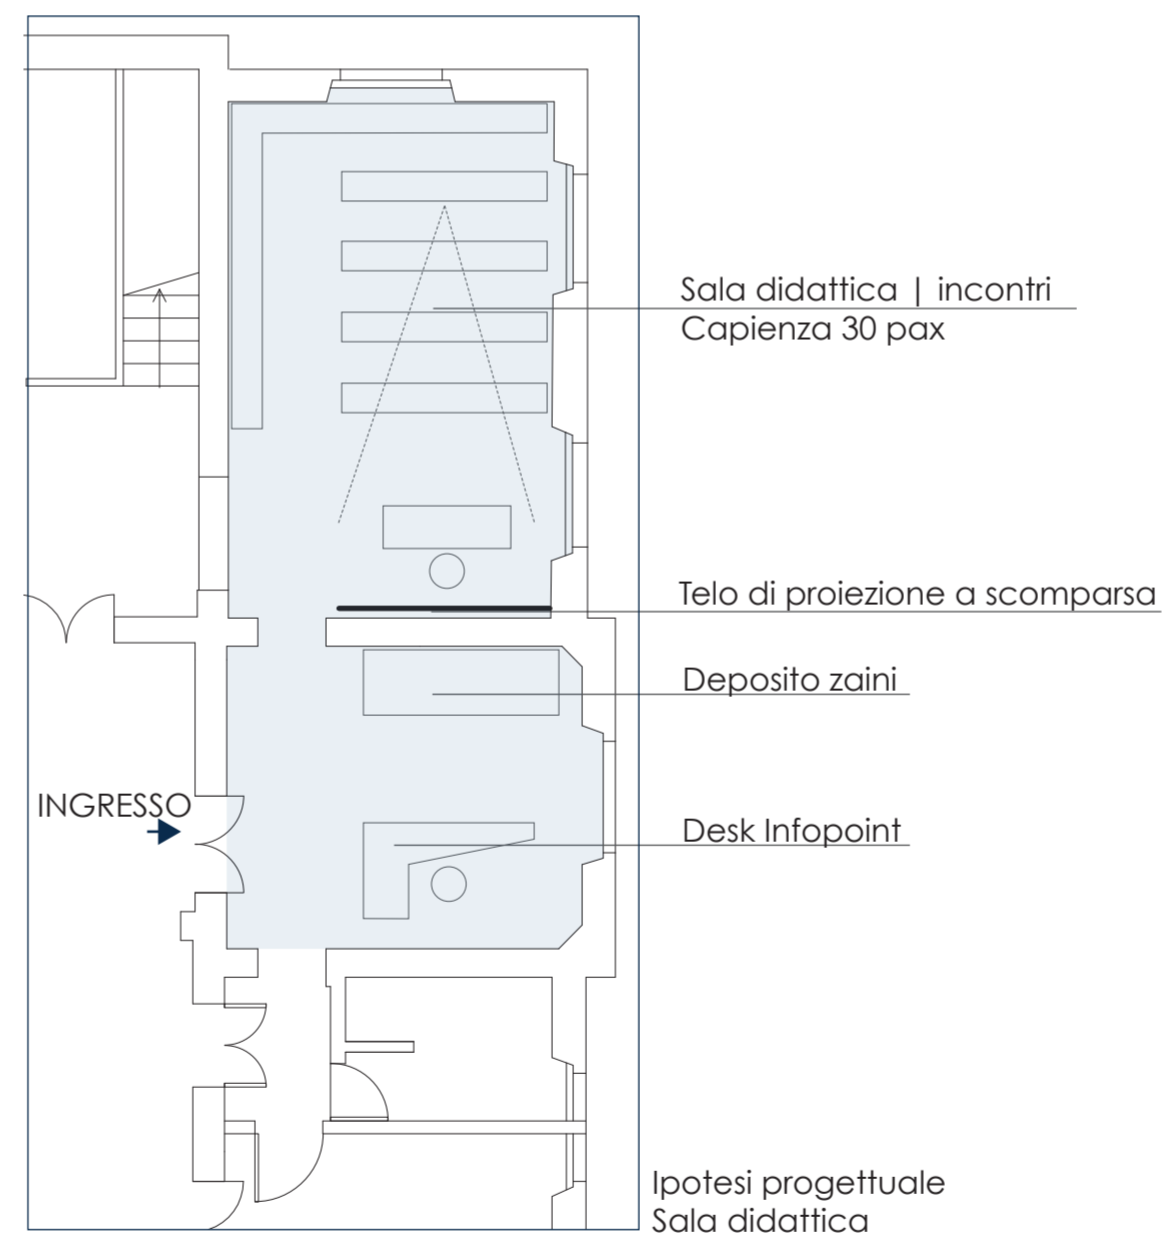 Sala didattica | incontri
Capienza 30 pax
Telo di proiezione a scomparsa
Deposito zaini
INGRESSO
Desk Infopoint
Ipotesi progettuale
Sala didattica